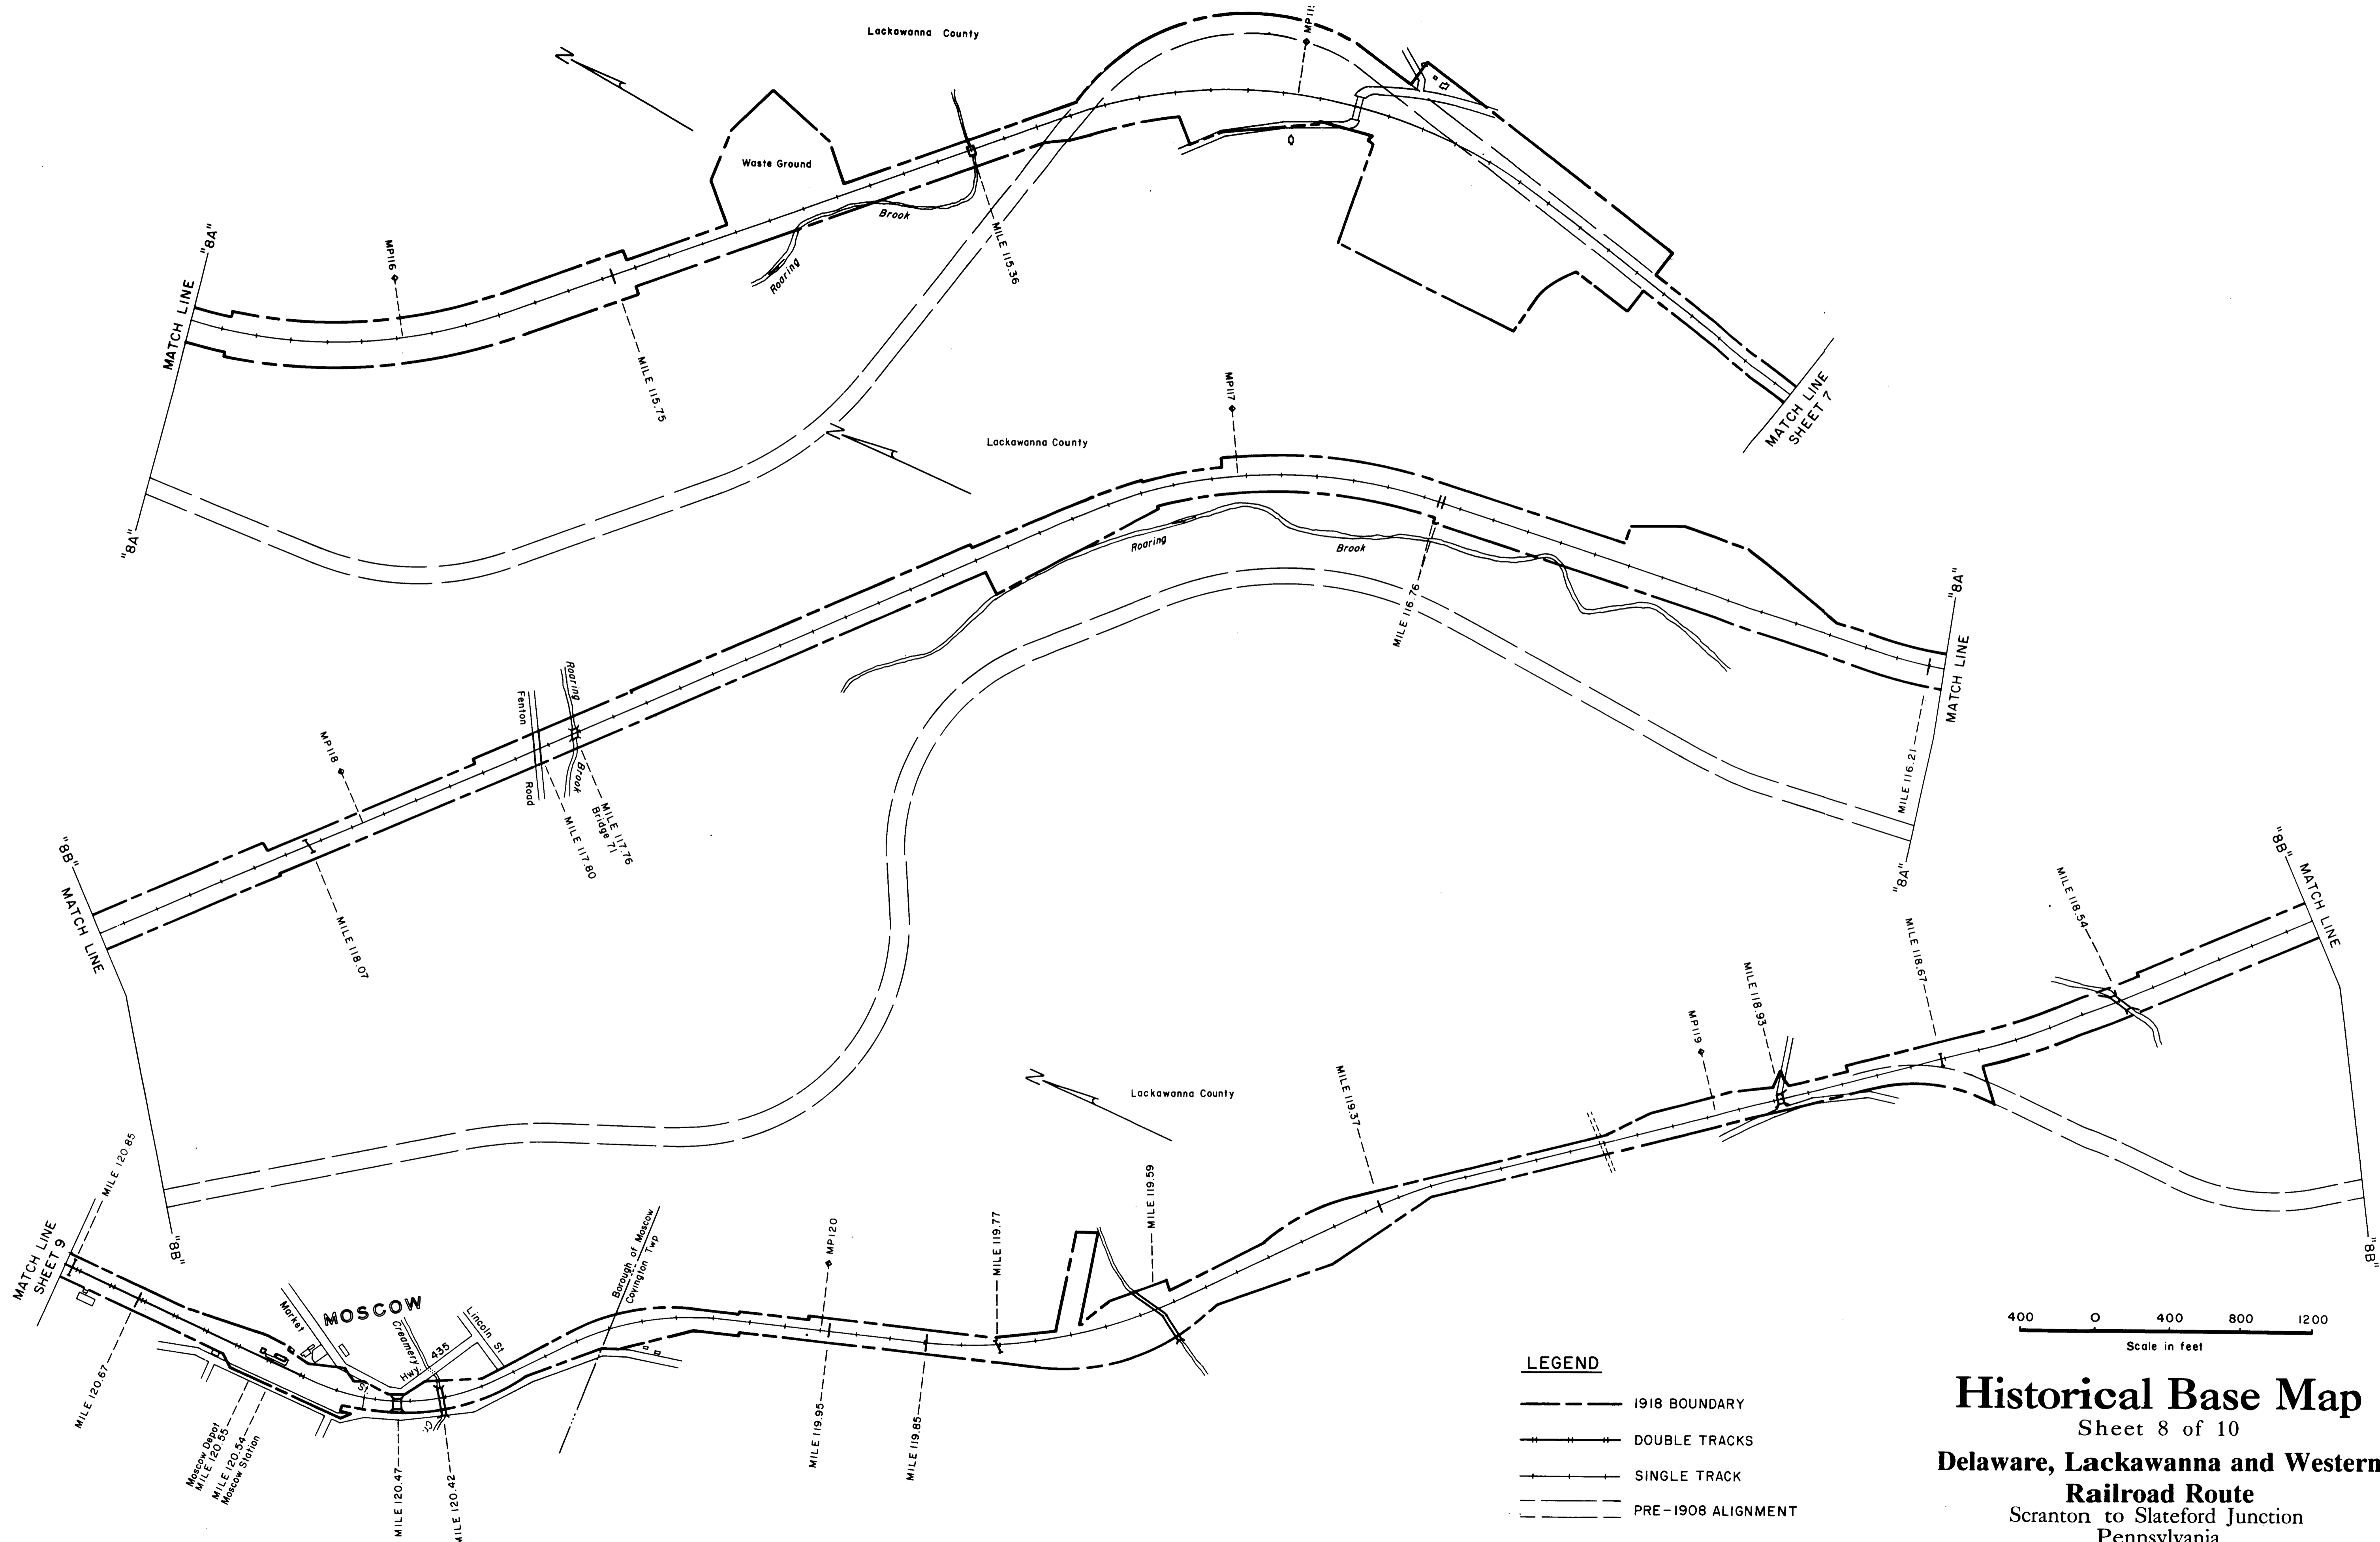 Lackawanna County
N
MP115
Waste Ground
"8A"
MATCH LINE
MP116
Brook
Roaring
MILE 115.36
MILE 115.75
MATCH LINE
SHEET 7
"8A"
N
Lackawanna County
MP117
Roaring
Brook
MILE 116.76
"8A"
MATCH LINE
MILE 116.21
"8A"
Roaring
Brook
Fenton
Road
MP118
MILE 117.76
Bridge 71
MILE 117.80
MILE 118.07
"8B"
MATCH LINE
"8B"
"8B"
MATCH LINE
MILE 118.54
MILE 118.67
MILE 118.93
MP119
N
Lackawanna County
MILE 119.37
MILE 119.59
MILE 119.77
MP120
Borough of Moscow
Covington Twp
"8B"
MILE 120.85
MATCH LINE
SHEET 9
Market
St.
MOSCOW
Creamery
Cr.
Hwy. 435
Lincoln St
MILE 120.67
Moscow Depot
MILE 120.55
MILE 120.54
Moscow Station
MILE 120.47
MILE 120.42
MILE 119.95
MILE 119.85
400 0 400 800 1200
Scale in feet
LEGEND
1918 BOUNDARY
DOUBLE TRACKS
SINGLE TRACK
PRE-1908 ALIGNMENT
Historical Base Map
Sheet 8 of 10
Delaware, Lackawanna and Western
Railroad Route
Scranton to Slateford Junction
Pennsylvania